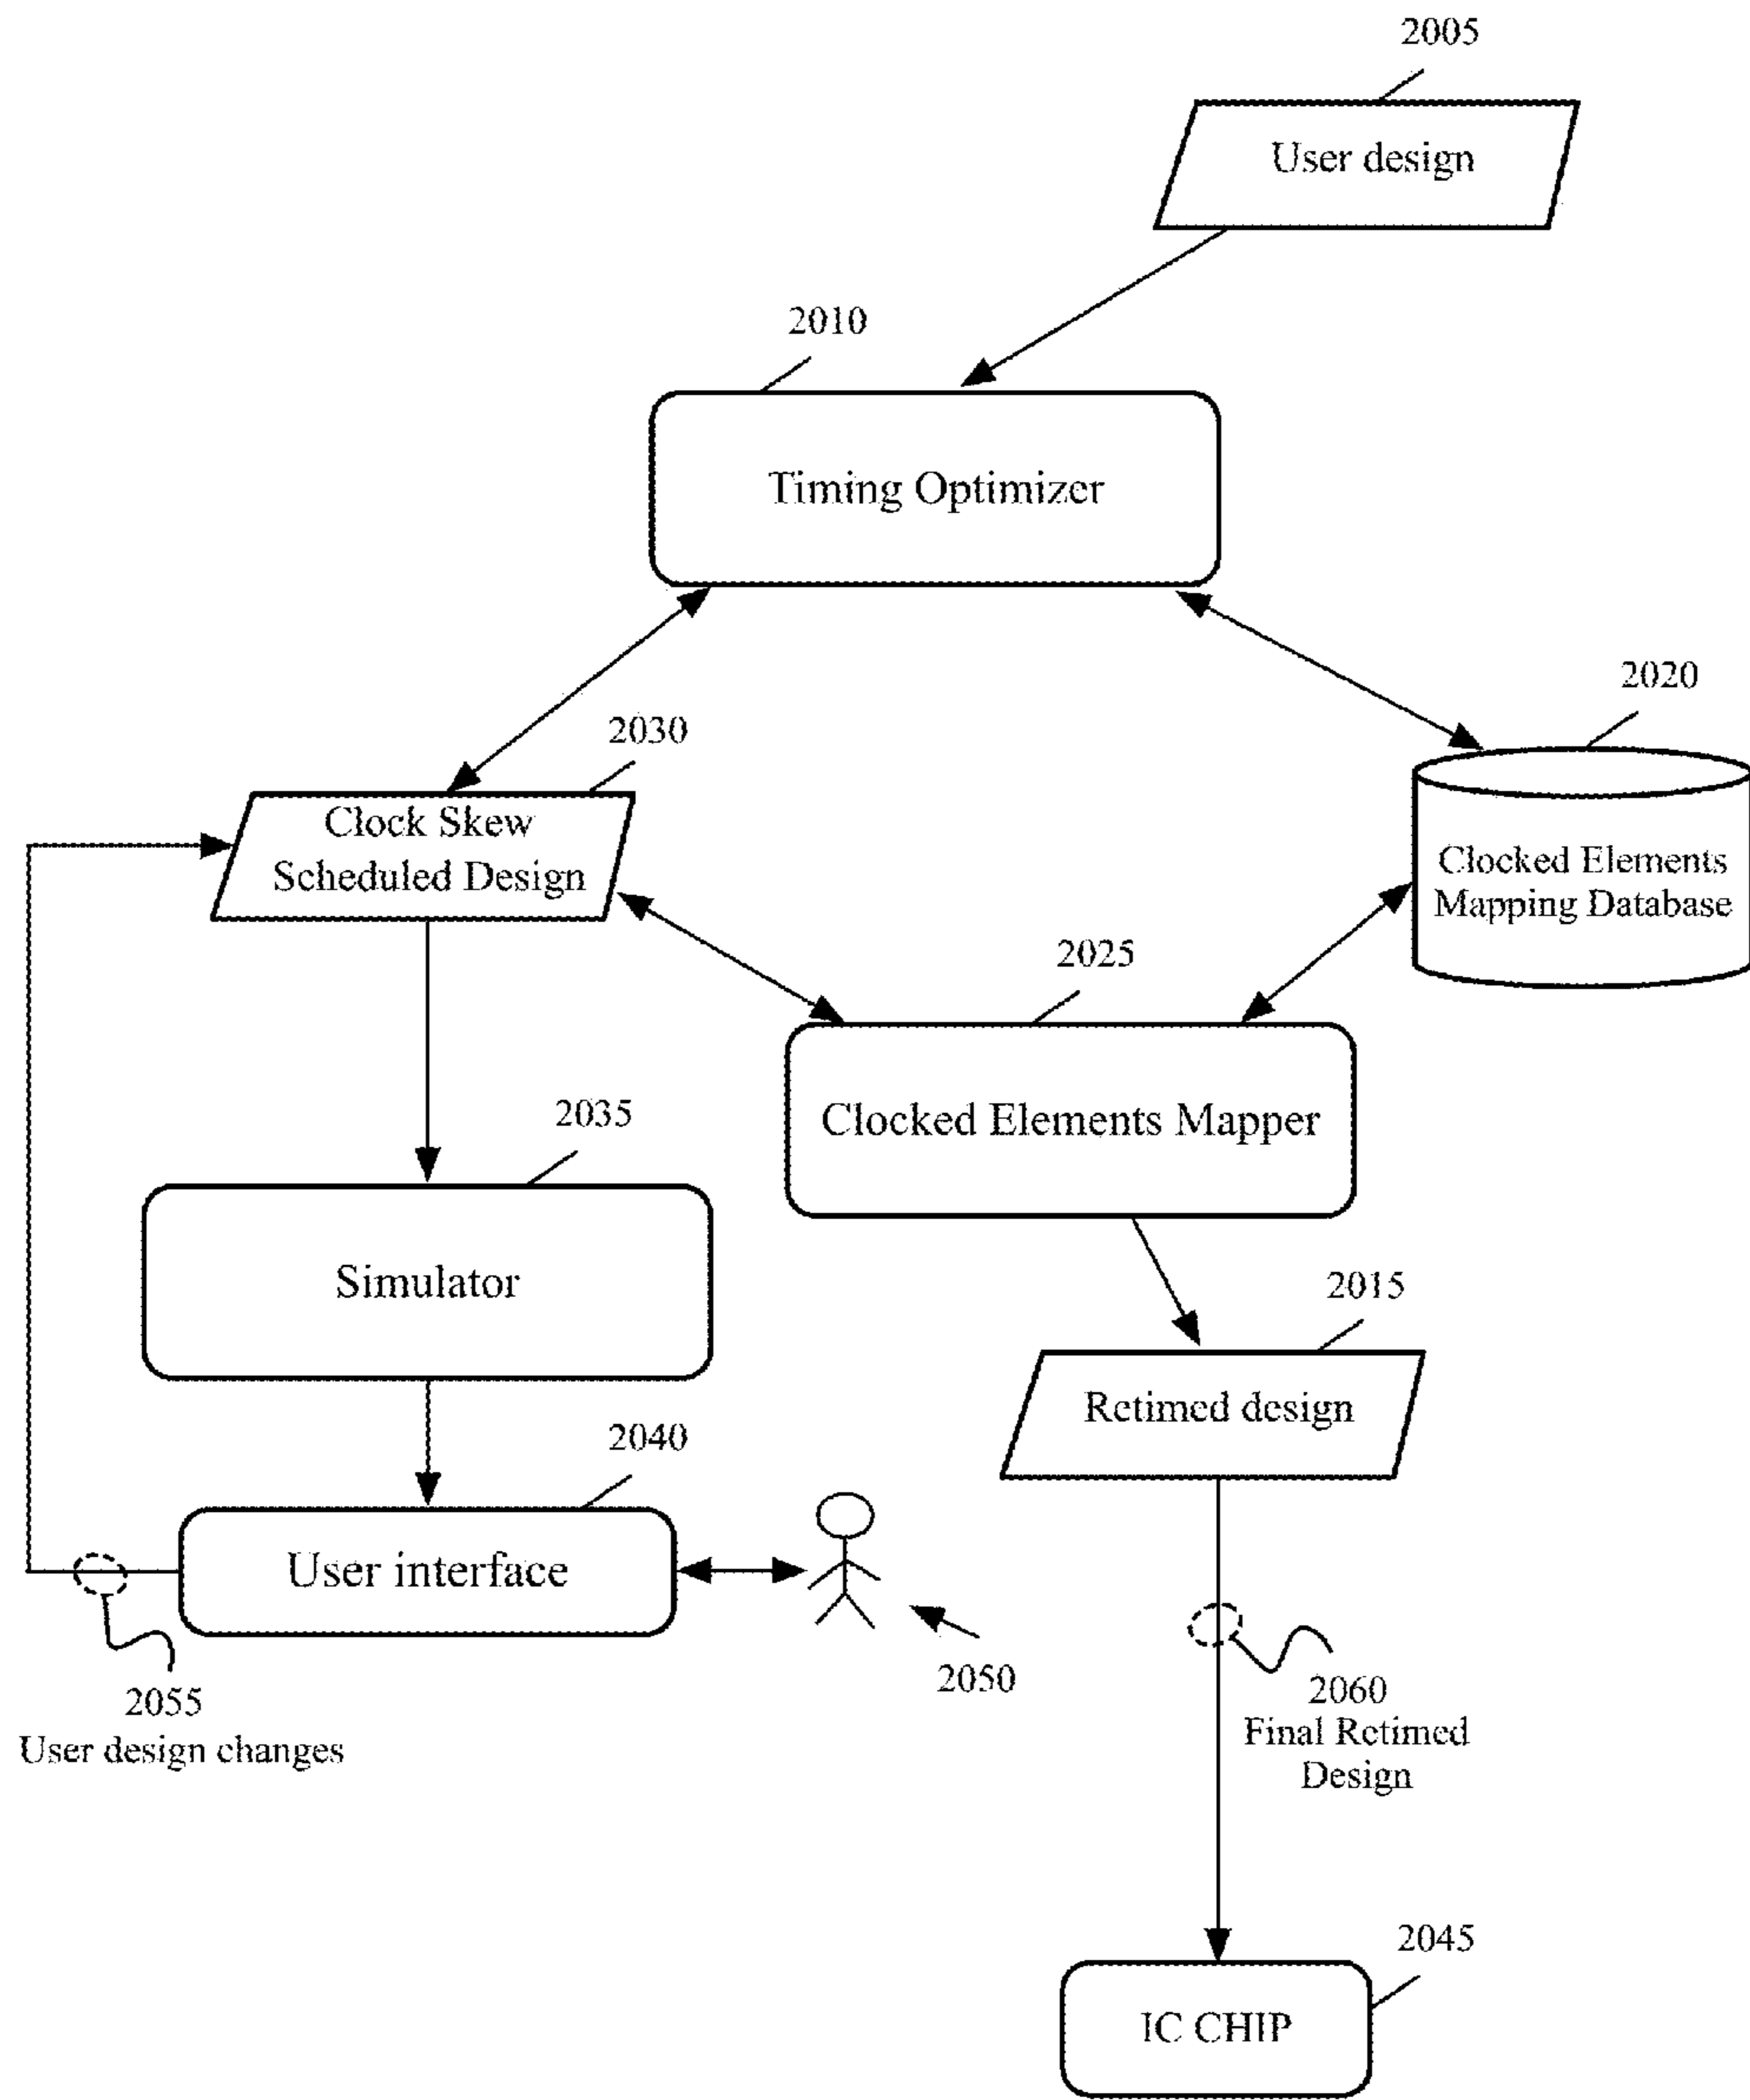 2005
User design
2010
Timing Optimizer
2020
2030
Clock Skew
Scheduled Design
Clocked Elements
Mapping Database
2025
Clocked Elements Mapper
2035
Simulator
2015
Retimed design
2040
User interface
2050
2055
User design changes
2060
Final Retimed
Design
2045
IC CHIP